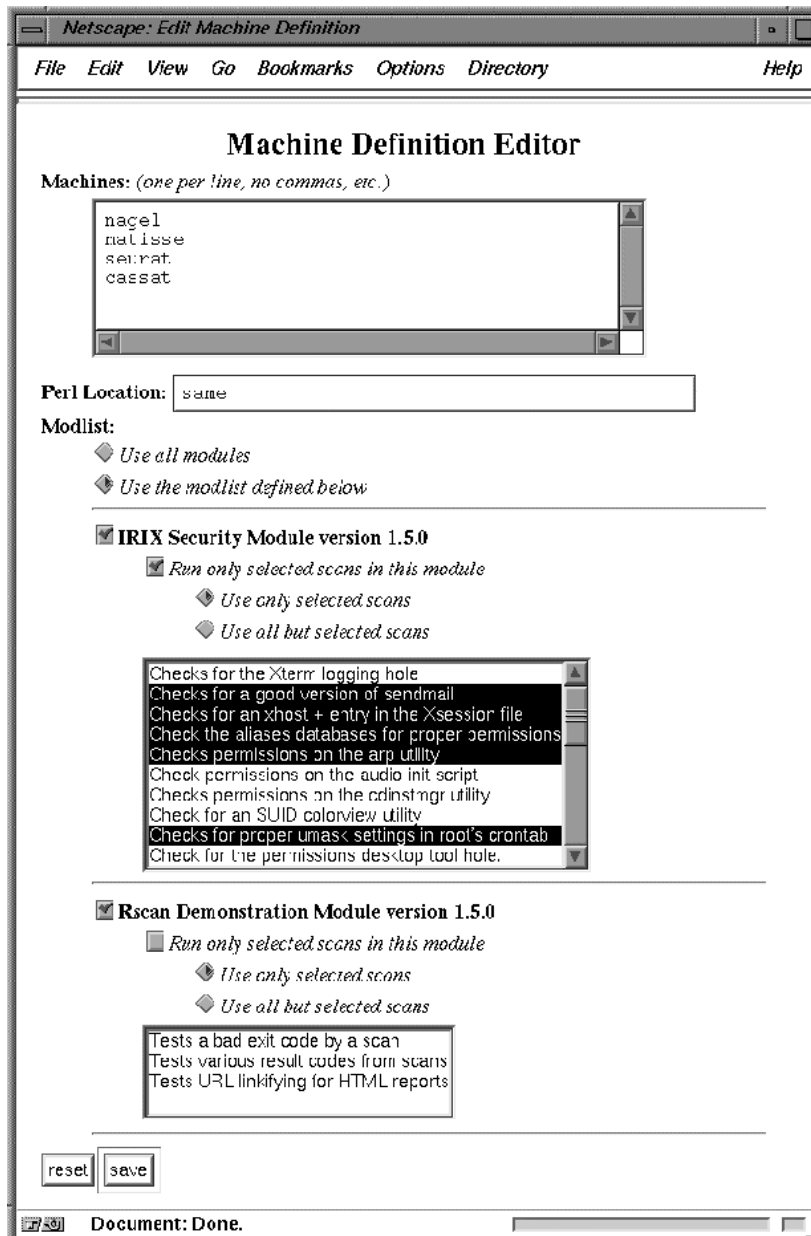 Netscape: Edit Machine Definition
File Edit View Go Bookmarks Options Directory Help
Machine Definition Editor
Machines: (one per line, no commas, etc.)
nagel
matisse
seurat
cassat
Perl Location: same
Modlist:
Use all modules
Use the modlist defined below
IRIX Security Module version 1.5.0
Run only selected scans in this module
Use only selected scans
Use all but selected scans
Checks for the Xterm logging hole
Checks for a good version of sendmail
Checks for an xhost + entry in the Xsession file
Check the aliases databases for proper permissions
Checks permissions on the arp utility
Check permissions on the audio init script
Checks permissions on the cdinstmgr utility
Check for an SUID colorview utility
Checks for proper umask settings in root's crontab
Check for the permissions desktop tool hole.
Rscan Demonstration Module version 1.5.0
Run only selected scans in this module
Use only selected scans
Use all but selected scans
Tests a bad exit code by a scan
Tests various result codes from scans
Tests URL linkifying for HTML reports
reset save
Document: Done.